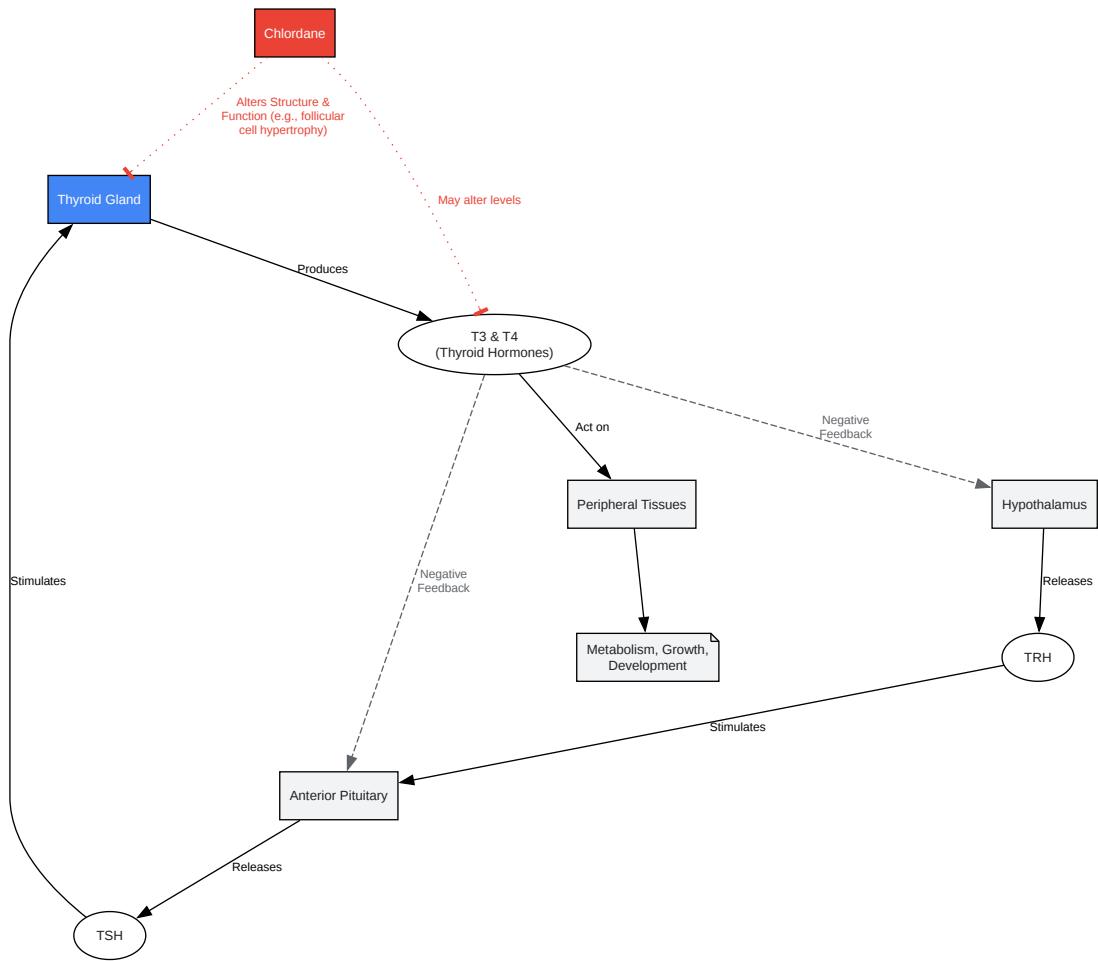 Chlordane
Alters Structure &
Function (e.g., follicular
cell hypertrophy)
Thyroid Gland
May alter levels
Produces
T3 & T4
(Thyroid Hormones)
Act on
Negative
Feedback
Peripheral Tissues
Hypothalamus
Stimulates
Negative
Feedback
Releases
Metabolism, Growth,
Development
TRH
Stimulates
Anterior Pituitary
Releases
TSH